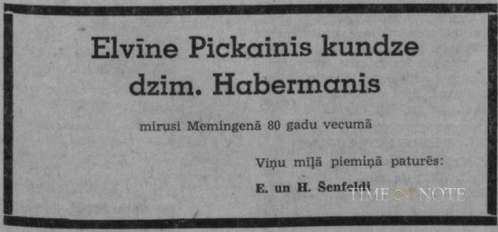 Elvīne Pickainis kundze
dzim. Habermanis
mirusi Memingenā 80 gadu vecumā
Viņu mīļā piemiņā paturēs:
E. un H. Šenfeldi
TIME NOTE